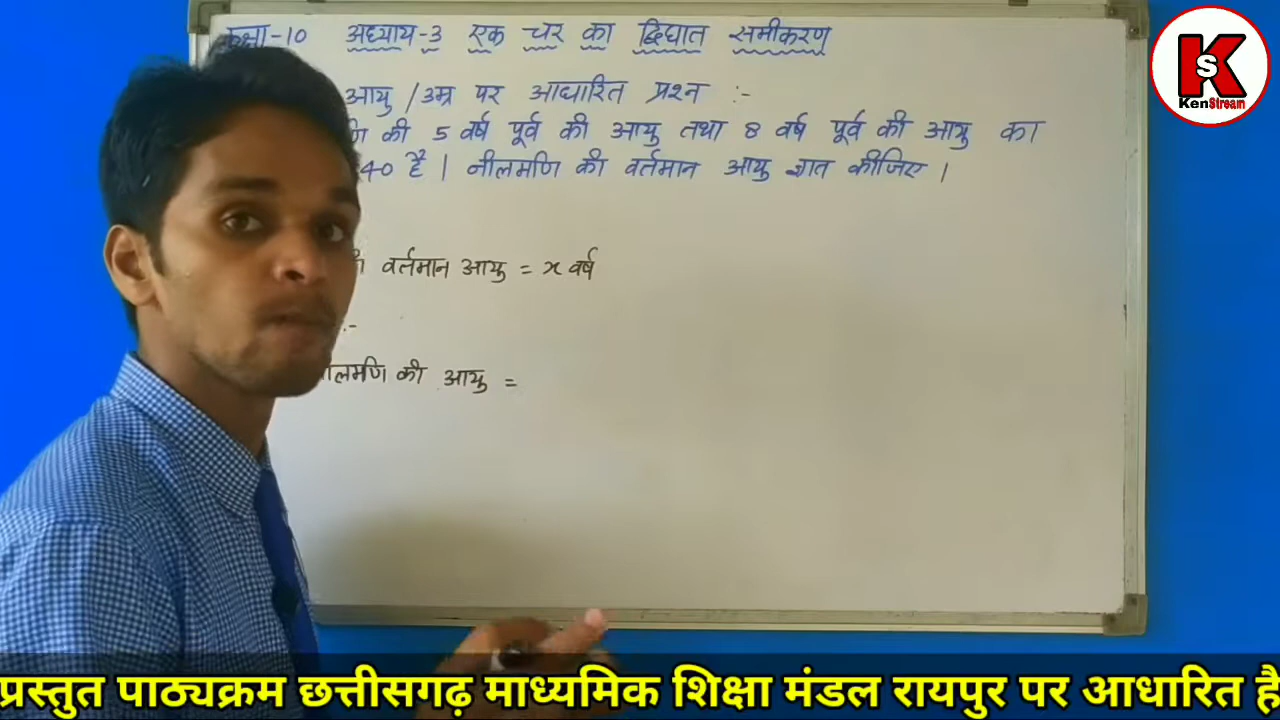 कक्षा-10 अध्याय-3 एक चर का द्विघात समीकरण
आयु/उम्र पर आधारित प्रश्न :-
की 5 वर्ष पूर्व की आयु तथा 8 वर्ष पूर्व की आयु का
40 है । नीलमणि की वर्तमान आयु ज्ञात कीजिए ।
की वर्तमान आयु = x वर्ष
:-
की आयु =
KS
KenStream
प्रस्तुत पाठ्यक्रम छत्तीसगढ़ माध्यमिक शिक्षा मंडल रायपुर पर आधारित है